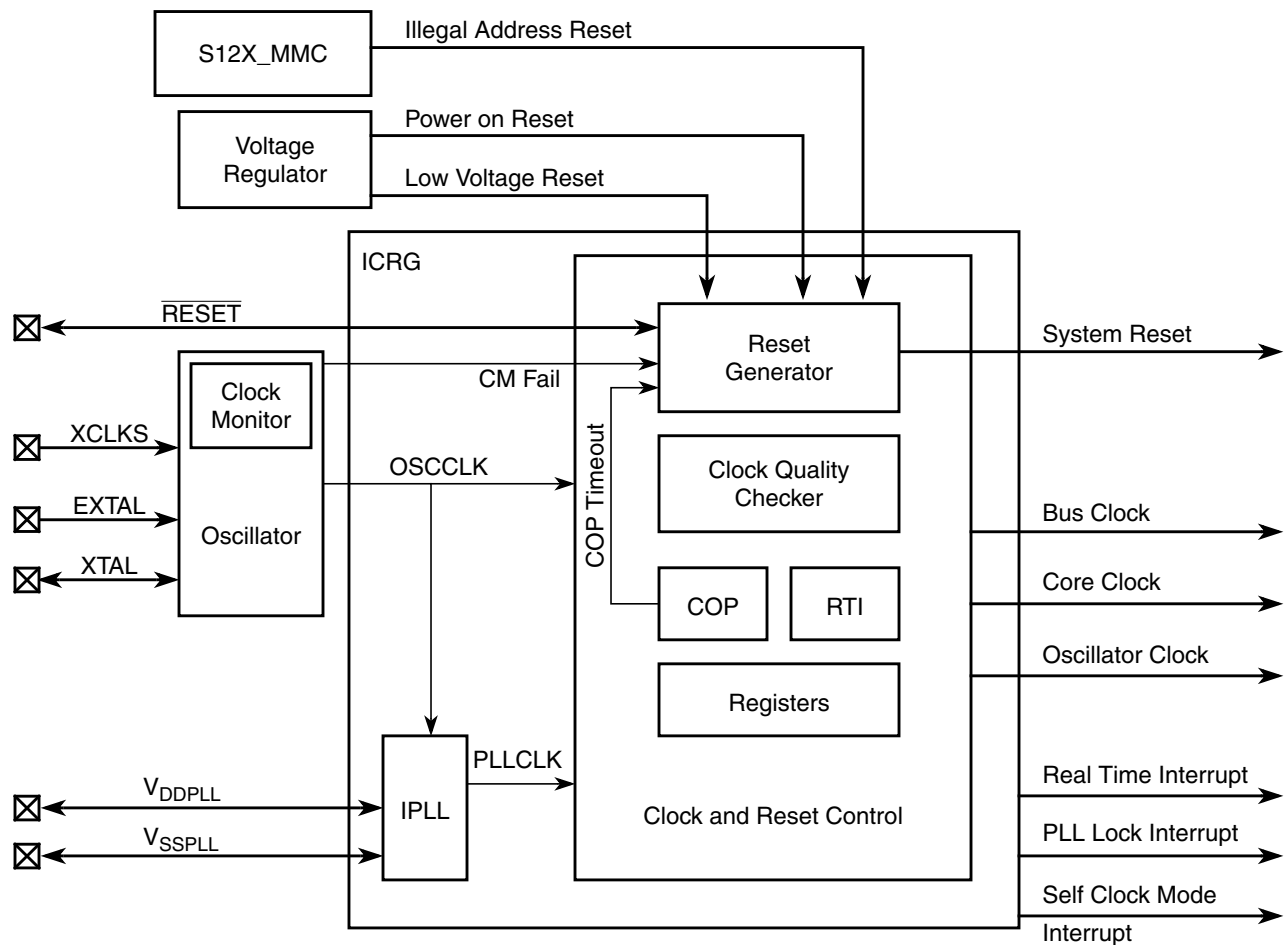 S12X_MMC
Illegal Address Reset
Voltage
Regulator
Power on Reset
Low Voltage Reset
ICRG
RESET
Reset
Generator
System Reset
CM Fail
Clock
Monitor
XCLKS
OSCCLK
COP Timeout
Clock Quality
Checker
EXTAL
Oscillator
XTAL
Bus Clock
COP
RTI
Core Clock
Registers
Oscillator Clock
PLLCLK
VDDPLL
VSSPLL
IPLL
Clock and Reset Control
Real Time Interrupt
PLL Lock Interrupt
Self Clock Mode
Interrupt